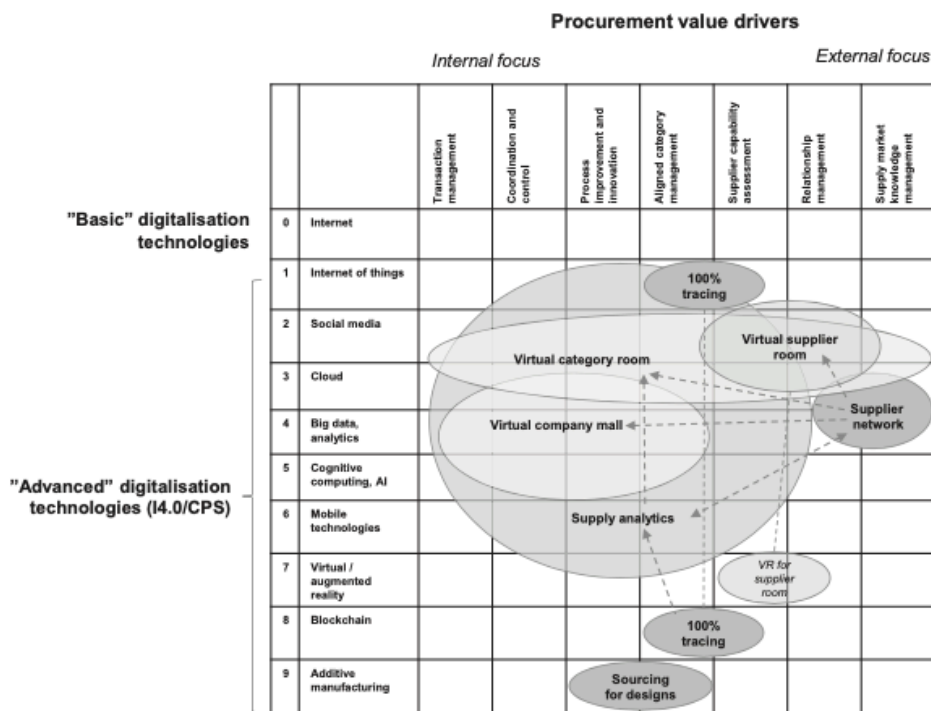 Procurement value drivers
Internal focus
External focus
Transaction
management
Coordination and
control
Process
improvement and
innovation
Aligned category
management
Supplier capability
assessment
Relationship
management
Supply market
knowledge
management
"Basic" digitalisation
technologies
0 Internet
1 Internet of things
100%
tracing
2 Social media
Virtual supplier
room
Virtual category room
3 Cloud
Supplier
network
4 Big data,
analytics
Virtual company mall
5 Cognitive
computing, AI
"Advanced" digitalisation
technologies (I4.0/CPS)
6 Mobile
technologies
Supply analytics
7 Virtual /
augmented
reality
VR for
supplier
room
8 Blockchain
100%
tracing
9 Additive
manufacturing
Sourcing
for designs